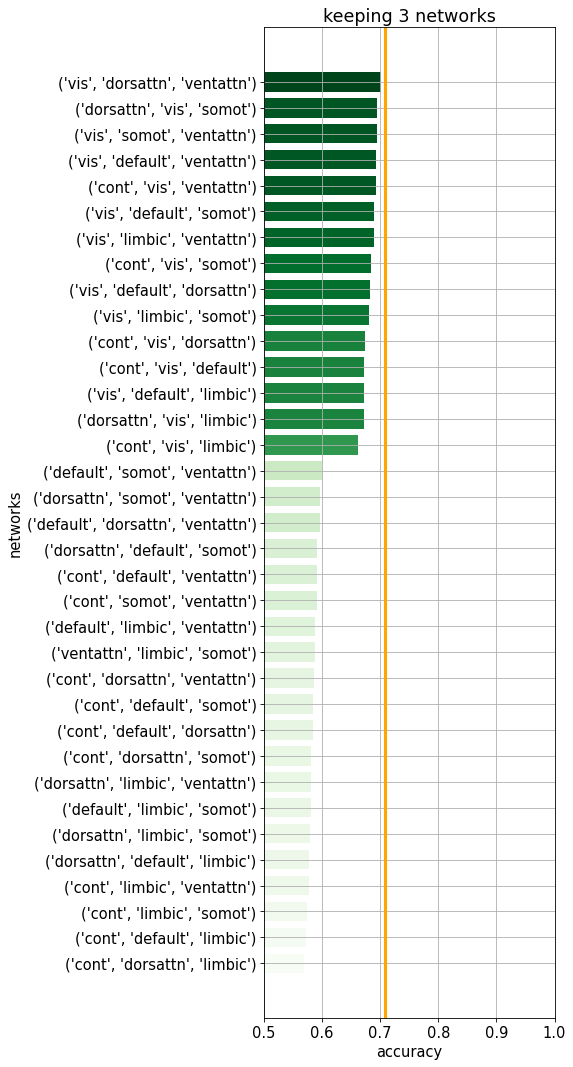 keeping 3 networks
('vis', 'dorsattn', 'ventattn')
('dorsattn', 'vis', 'somot')
('vis', 'somot', 'ventattn')
('vis', 'default', 'ventattn')
('cont', 'vis', 'ventattn')
('vis', 'default', 'somot')
('vis', 'limbic', 'ventattn')
('cont', 'vis', 'somot')
('vis', 'default', 'dorsattn')
('vis', 'limbic', 'somot')
('cont', 'vis', 'dorsattn')
('cont', 'vis', 'default')
('vis', 'default', 'limbic')
('dorsattn', 'vis', 'limbic')
('cont', 'vis', 'limbic')
('default', 'somot', 'ventattn')
('dorsattn', 'somot', 'ventattn')
('default', 'dorsattn', 'ventattn')
('dorsattn', 'default', 'somot')
('cont', 'default', 'ventattn')
('cont', 'somot', 'ventattn')
('default', 'limbic', 'ventattn')
('ventattn', 'limbic', 'somot')
('cont', 'dorsattn', 'ventattn')
('cont', 'default', 'somot')
('cont', 'default', 'dorsattn')
('cont', 'dorsattn', 'somot')
('dorsattn', 'limbic', 'ventattn')
('default', 'limbic', 'somot')
('dorsattn', 'limbic', 'somot')
('dorsattn', 'default', 'limbic')
('cont', 'limbic', 'ventattn')
('cont', 'limbic', 'somot')
('cont', 'default', 'limbic')
('cont', 'dorsattn', 'limbic')
networks
0.5 0.6 0.7 0.8 0.9 1.0
accuracy